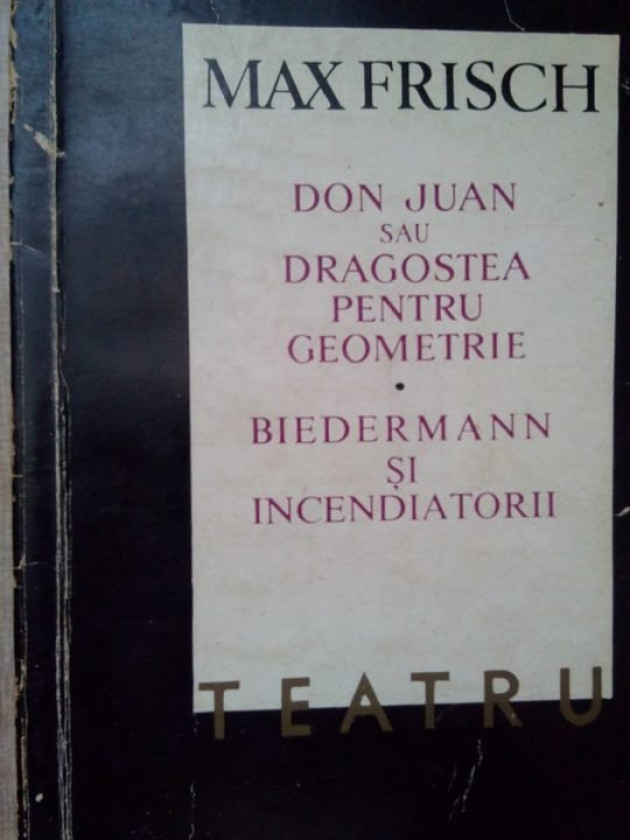 MAX FRISCH
DON JUAN
SAU
DRAGOSTEA
PENTRU
GEOMETRIE
•
BIEDERMANN
ȘI
INCENDIATORII
TEATRU